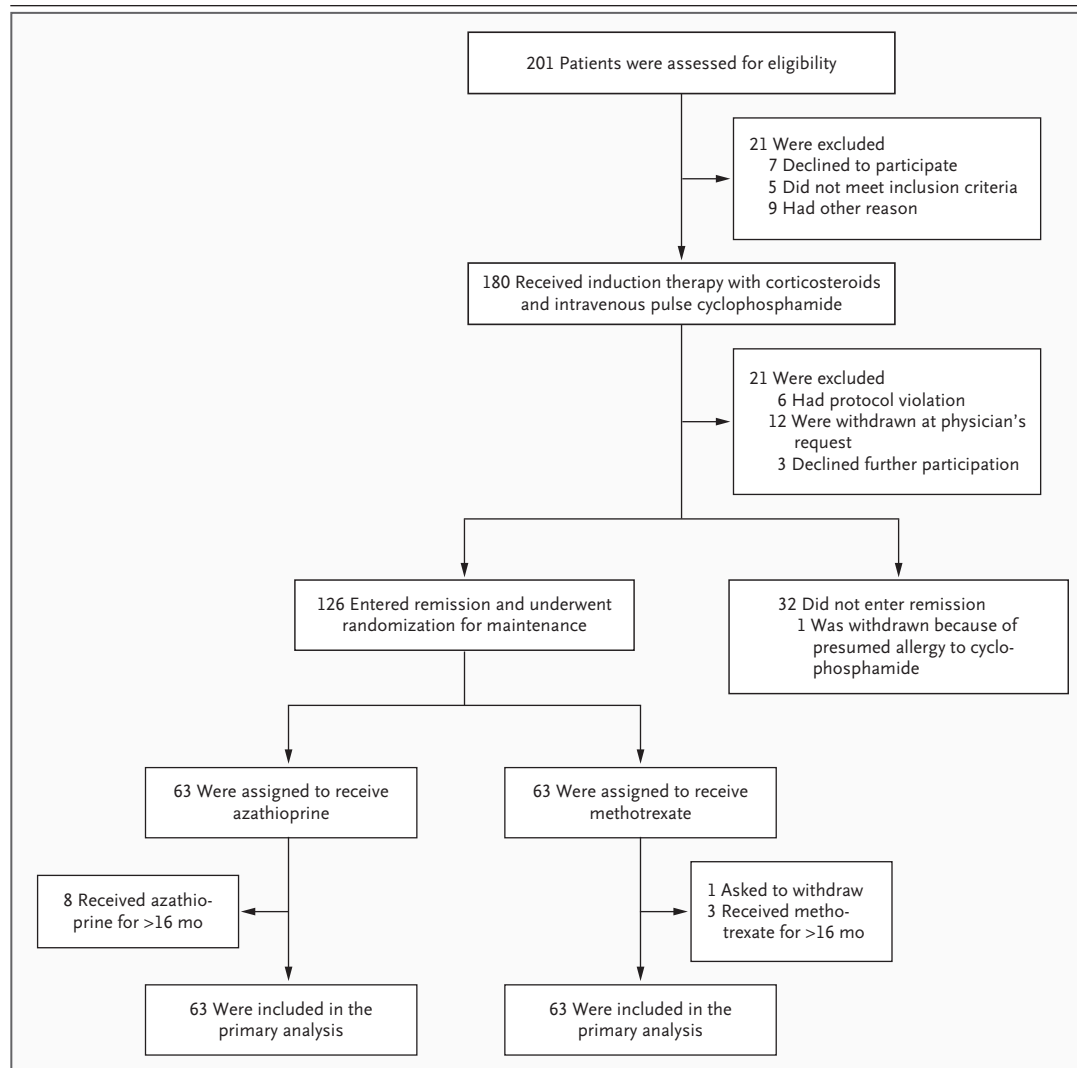 201 Patients were assessed for eligibility
21 Were excluded
7 Declined to participate
5 Did not meet inclusion criteria
9 Had other reason
180 Received induction therapy with corticosteroids
and intravenous pulse cyclophosphamide
21 Were excluded
6 Had protocol violation
12 Were withdrawn at physician’s
request
3 Declined further participation
126 Entered remission and underwent
randomization for maintenance
32 Did not enter remission
1 Was withdrawn because of
presumed allergy to cyclo-
phosphamide
63 Were assigned to receive
azathioprine
63 Were assigned to receive
methotrexate
8 Received azathio-
prine for >16 mo
1 Asked to withdraw
3 Received metho-
trexate for >16 mo
63 Were included in the
primary analysis
63 Were included in the
primary analysis